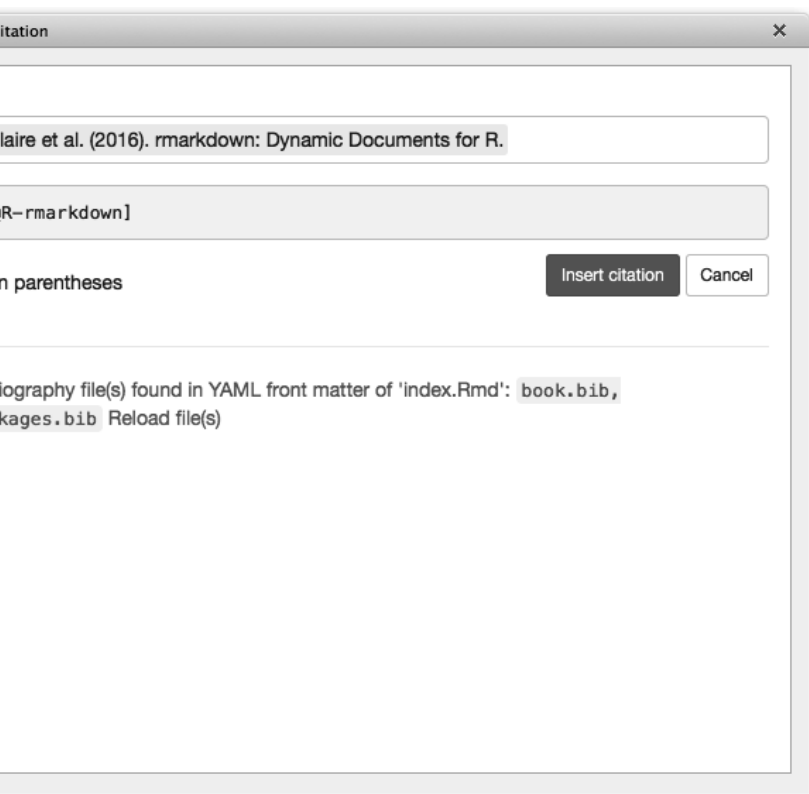 itation
laire et al. (2016). rmarkdown: Dynamic Documents for R.
R-rmarkdown]
n parentheses
Insert citation
Cancel
iography file(s) found in YAML front matter of 'index.Rmd': book.bib,
kages.bib Reload file(s)